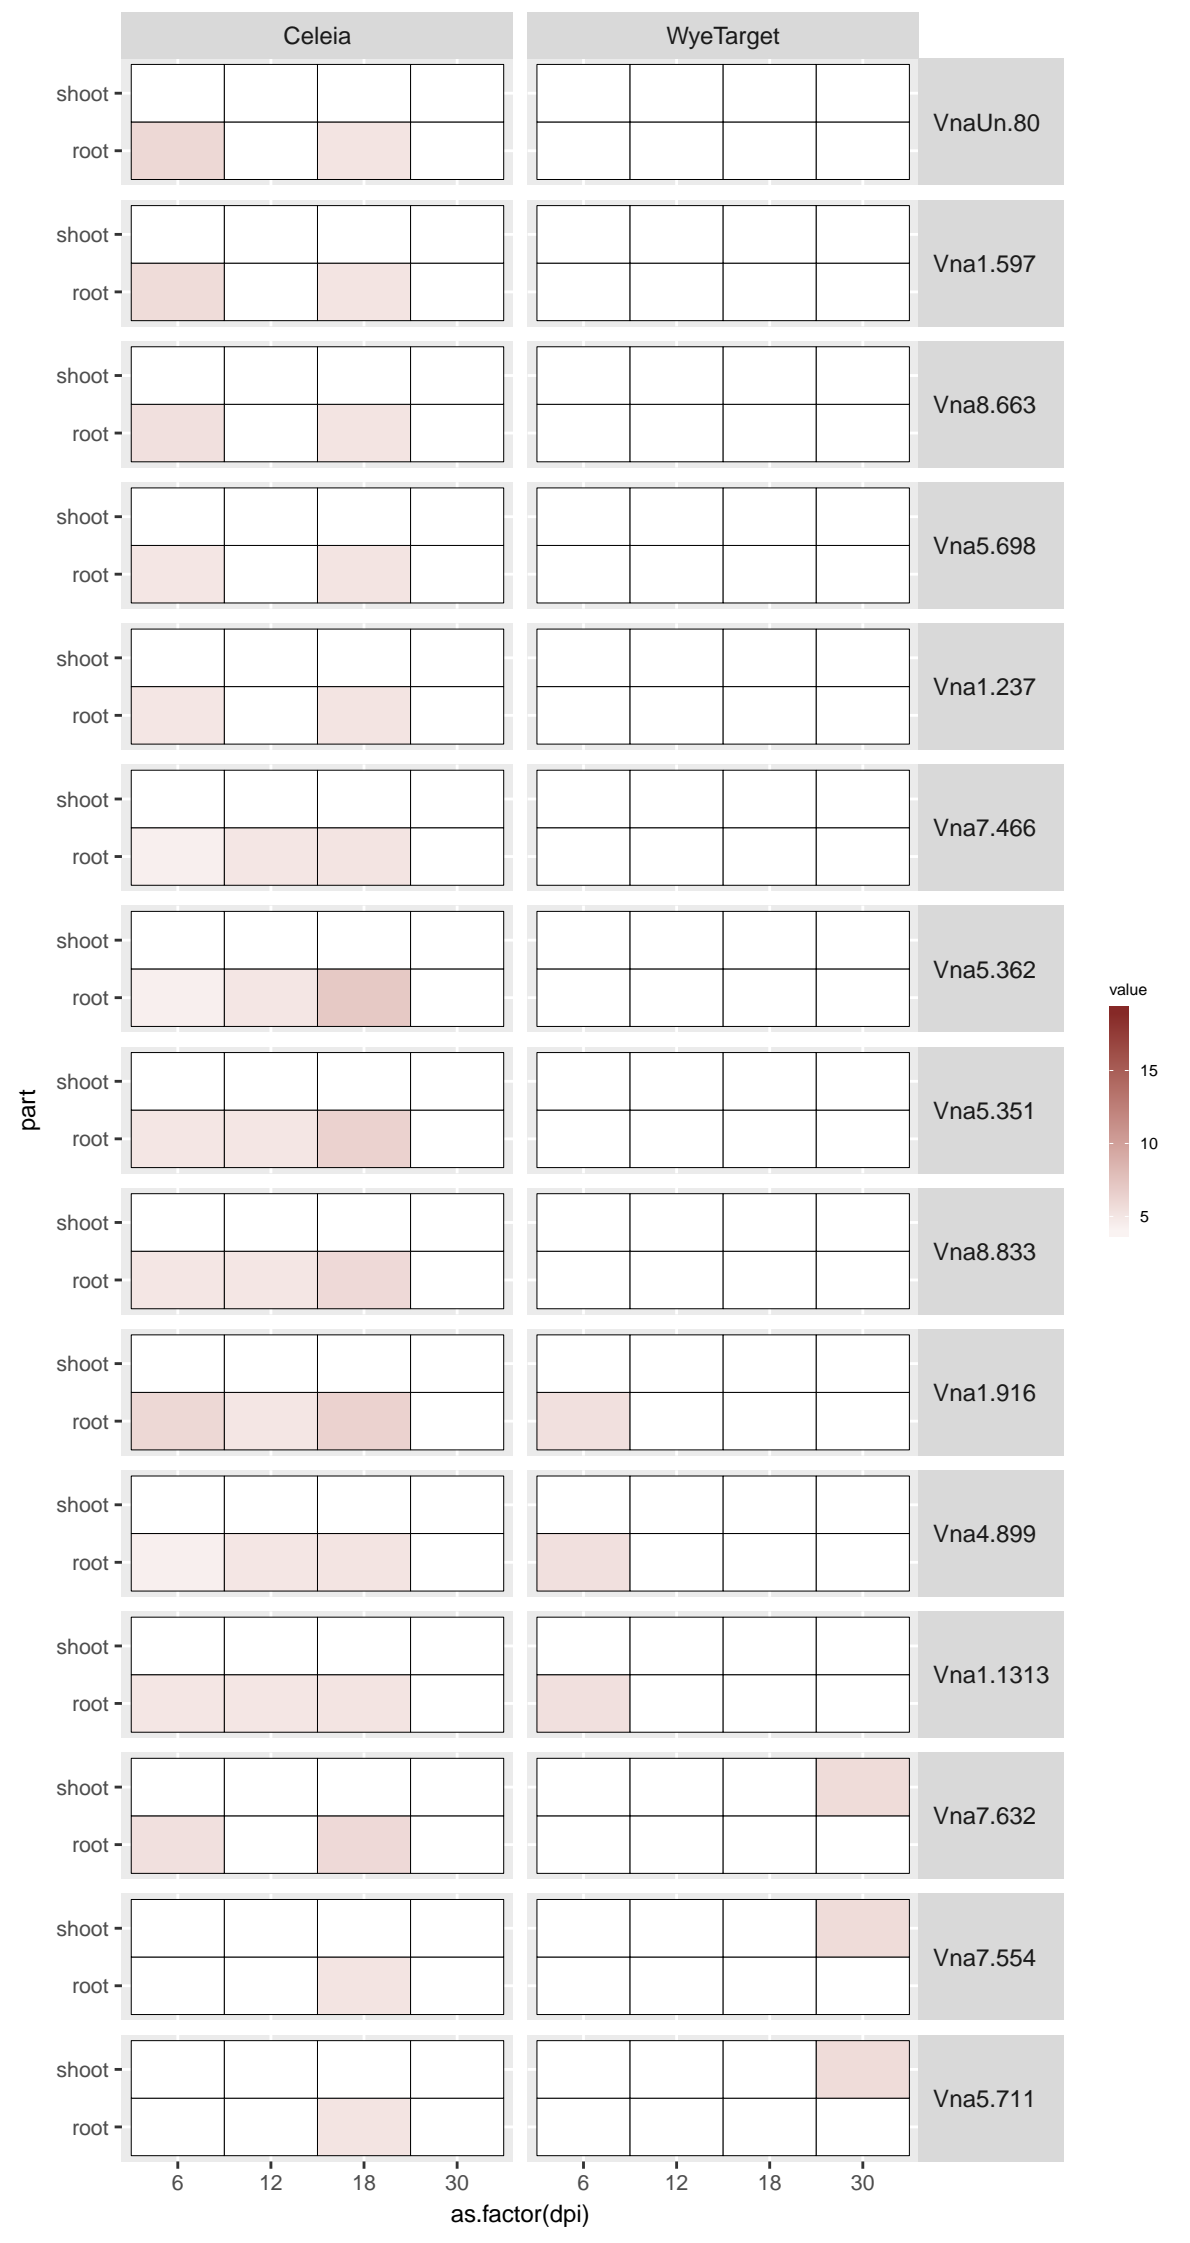 Celeia WyeTarget
shoot
root
VnaUn.80
shoot
root
Vna1.597
shoot
root
Vna8.663
shoot
root
Vna5.698
shoot
root
Vna1.237
shoot
root
Vna7.466
shoot
root
Vna5.362
shoot
root
Vna5.351
shoot
root
Vna8.833
shoot
root
Vna1.916
shoot
root
Vna4.899
shoot
root
Vna1.1313
shoot
root
Vna7.632
shoot
root
Vna7.554
shoot
root
Vna5.711
6 12 18 30 6 12 18 30
as.factor(dpi)
part
value
15
10
5